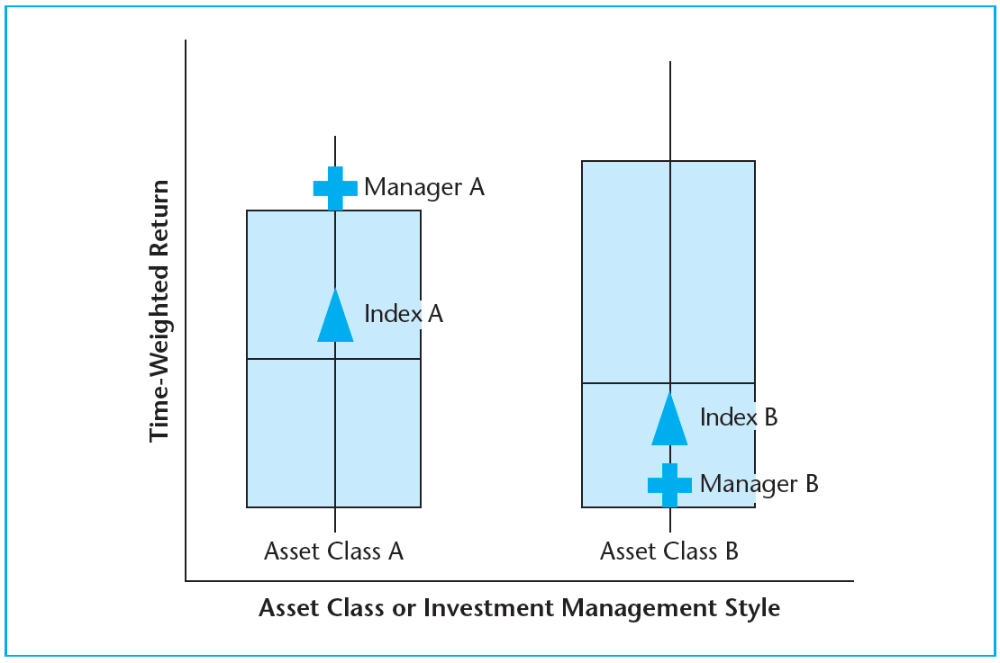 Time-Weighted Return
Manager A
Index A
Index B
Manager B
Asset Class A
Asset Class B
Asset Class or Investment Management Style